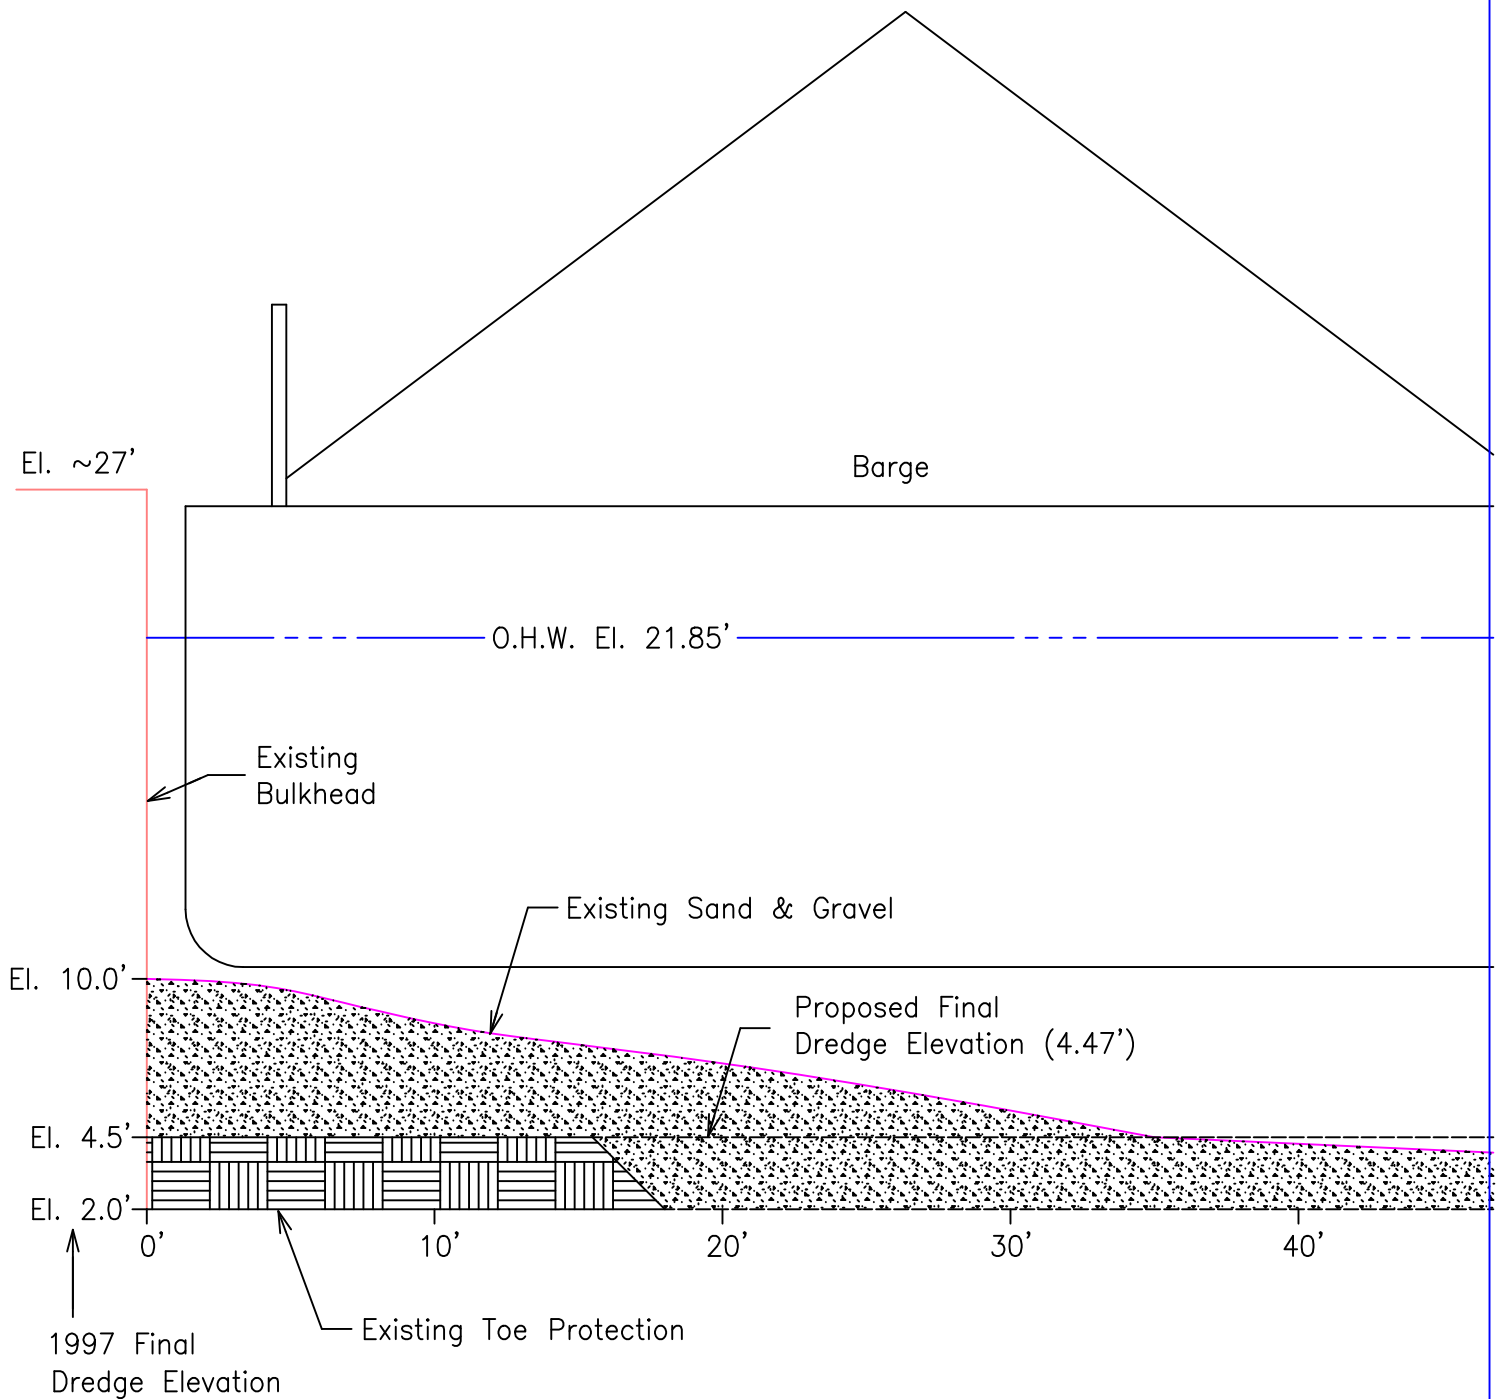 El. ~27'
Barge
O.H.W. El. 21.85'
Existing
Bulkhead
Existing Sand & Gravel
El. 10.0'
Proposed Final
Dredge Elevation (4.47')
El. 4.5'
El. 2.0'
0' 10' 20' 30' 40'
Existing Toe Protection
1997 Final
Dredge Elevation